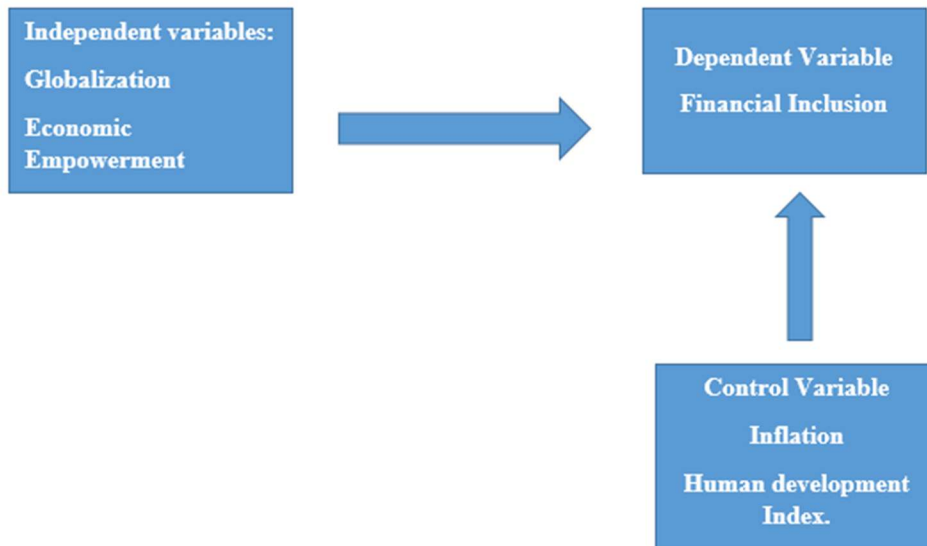 Independent variables:
Globalization
Economic
Empowerment
Dependent Variable
Financial Inclusion
Control Variable
Inflation
Human development
Index.